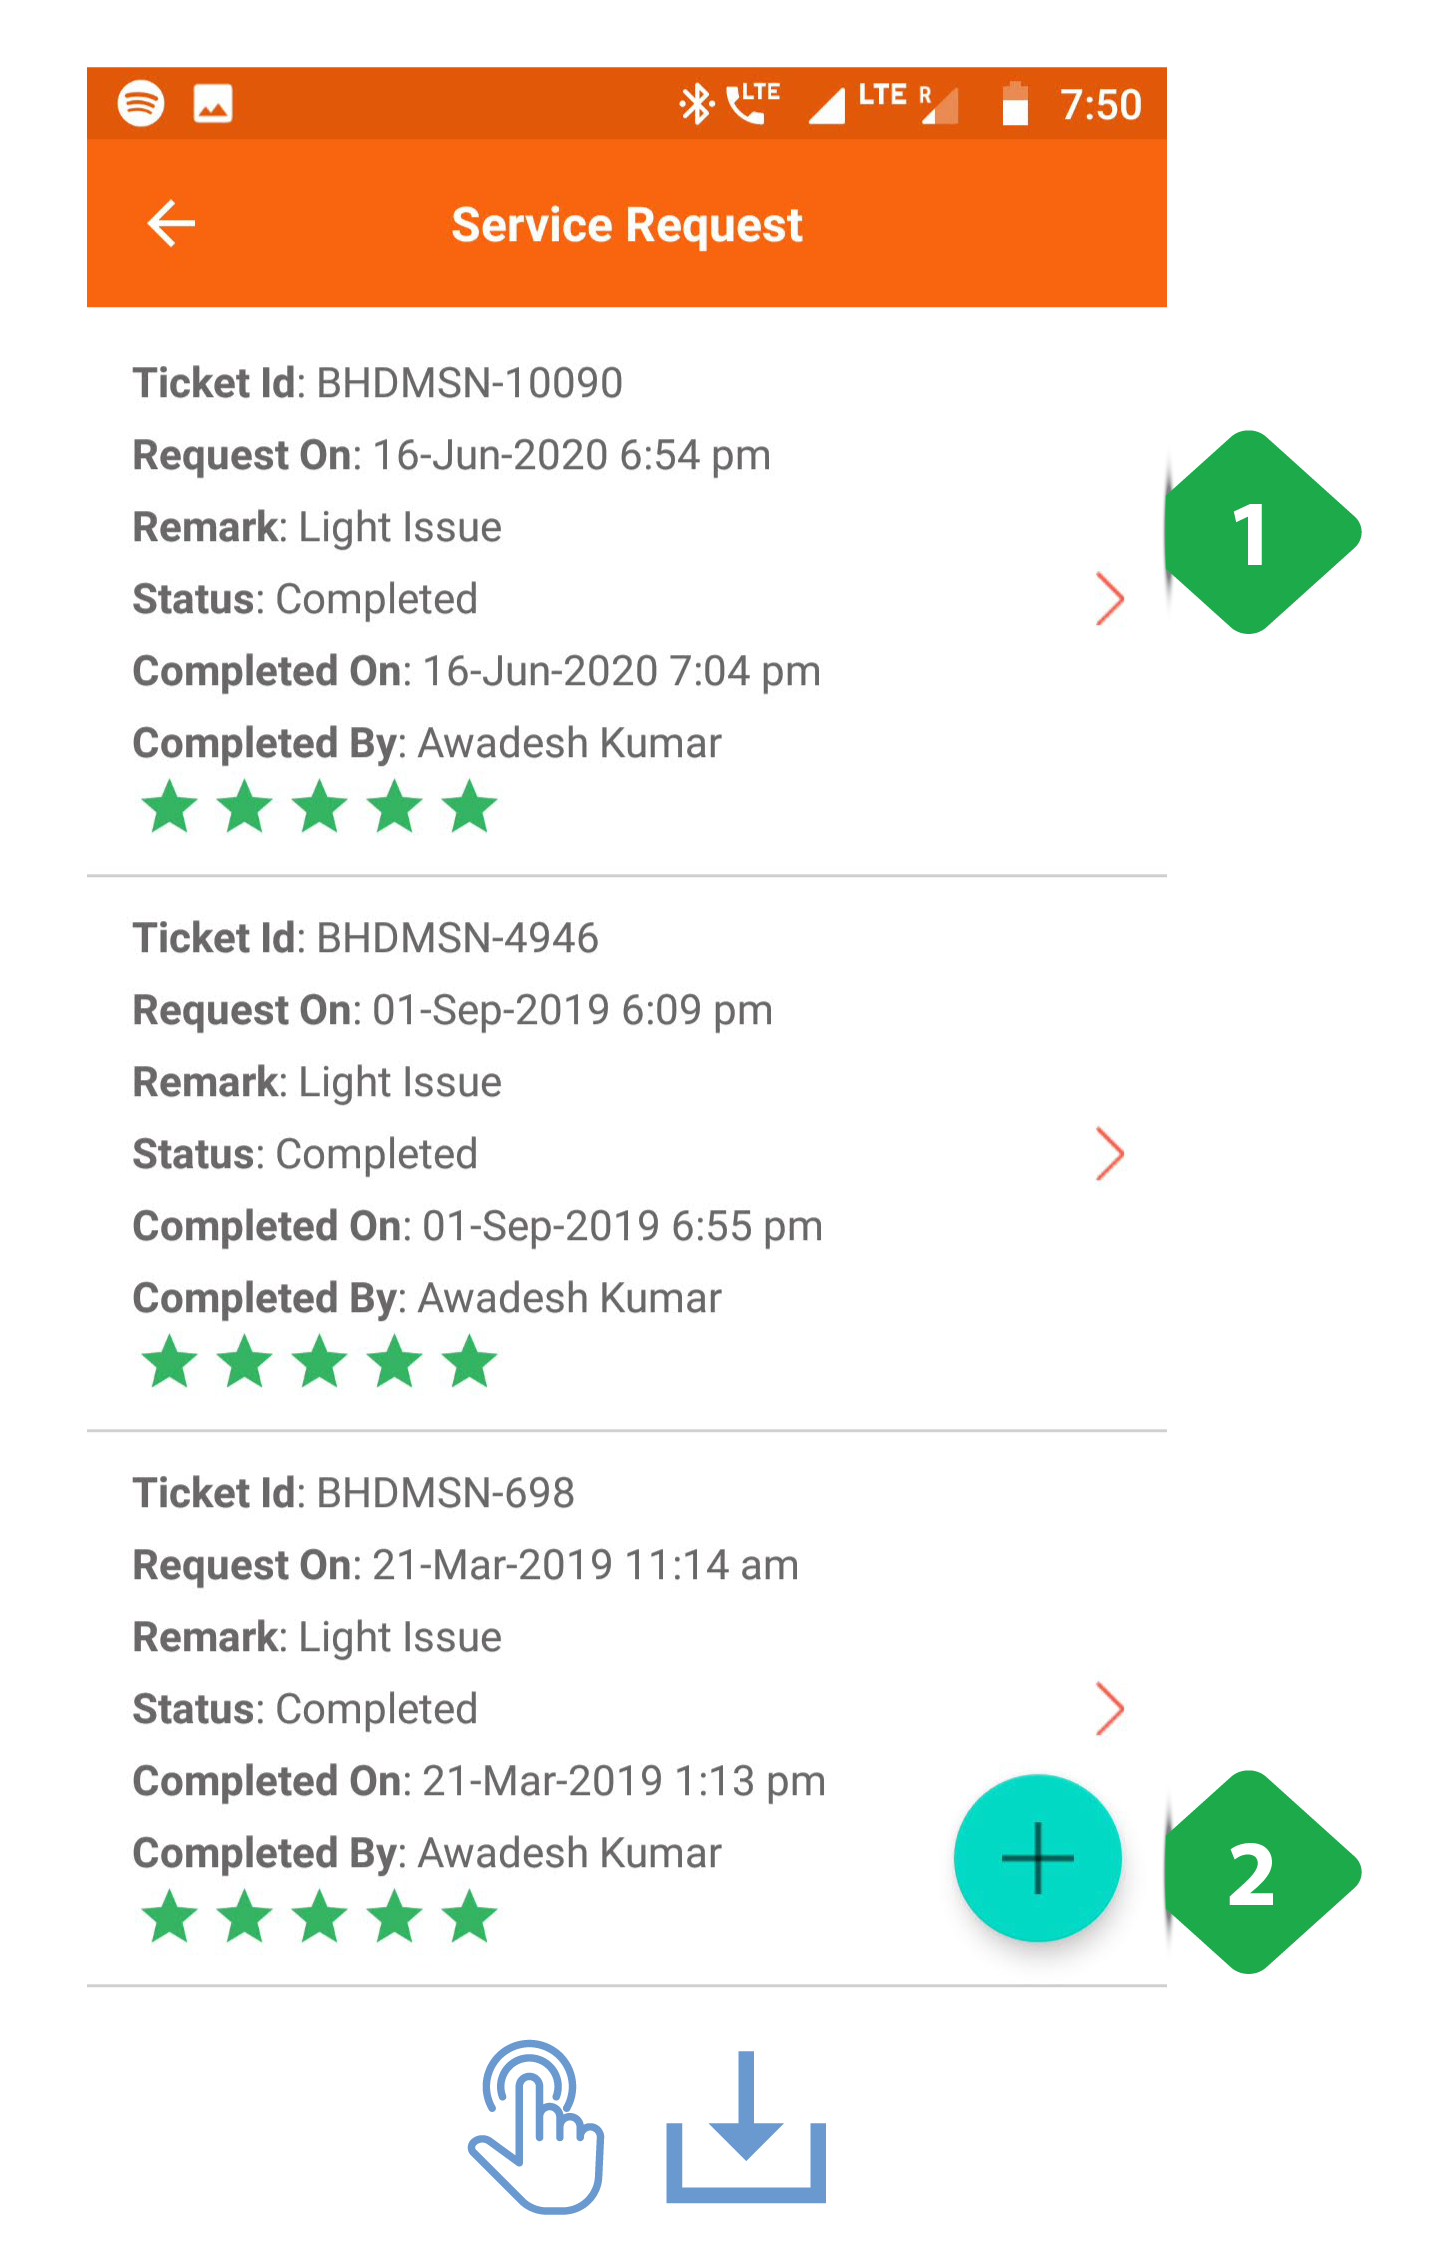 LTE LTE R 7:50
Service Request
Ticket Id: BHDMSN-10090
Request On: 16-Jun-2020 6:54 pm
Remark: Light Issue
Status: Completed
Completed On: 16-Jun-2020 7:04 pm
Completed By: Awadesh Kumar
1
Ticket Id: BHDMSN-4946
Request On: 01-Sep-2019 6:09 pm
Remark: Light Issue
Status: Completed
Completed On: 01-Sep-2019 6:55 pm
Completed By: Awadesh Kumar
Ticket Id: BHDMSN-698
Request On: 21-Mar-2019 11:14 am
Remark: Light Issue
Status: Completed
Completed On: 21-Mar-2019 1:13 pm
Completed By: Awadesh Kumar
2